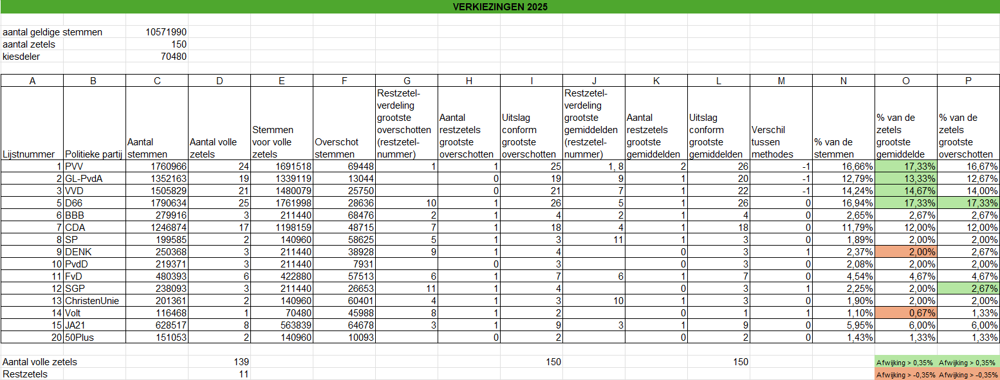 VERKIEZINGEN 2025
aantal geldige stemmen 10571990
aantal zetels 150
kiesdeler 70480
A B C D E F G H I J K L M N O P
Lijstnummer Politieke partij Aantal stemmen Aantal volle zetels Stemmen voor volle zetels Overschot stemmen Restzetel-verdeling grootste overschotten (restzetel-nummer) Aantal restzetels grootste overschotten Uitslag conform grootste overschotten Restzetel-verdeling grootste gemiddelden (restzetel-nummer) Aantal restzetels grootste gemiddelden Uitslag conform grootste gemiddelden Verschil tussen methodes % van de stemmen % van de zetels grootste gemiddelde % van de zetels grootste overschotten
1 PVV 1760966 24 1691518 69448 1 1 25 1, 8 2 26 -1 16,66% 17,33% 16,67%
2 GL-PvdA 1352163 19 1339119 13044 0 19 9 1 20 -1 12,79% 13,33% 12,67%
3 VVD 1505829 21 1480079 25750 0 21 7 1 22 -1 14,24% 14,67% 14,00%
5 D66 1790634 25 1761998 28636 10 1 26 5 1 26 0 16,94% 17,33% 17,33%
6 BBB 279916 3 211440 68476 2 1 4 2 1 4 0 2,65% 2,67% 2,67%
7 CDA 1246874 17 1198159 48715 7 1 18 4 1 18 0 11,79% 12,00% 12,00%
8 SP 199585 2 140960 58625 5 1 3 11 1 3 0 1,89% 2,00% 2,00%
9 DENK 250368 3 211440 38928 9 1 4 0 3 1 2,37% 2,00% 2,67%
10 PvdD 219371 3 211440 7931 0 3 0 3 0 2,08% 2,00% 2,00%
11 FvD 480393 6 422880 57513 6 1 7 6 1 7 0 4,54% 4,67% 4,67%
12 SGP 238093 3 211440 26653 11 1 4 0 3 1 2,25% 2,00% 2,67%
13 ChristenUnie 201361 2 140960 60401 4 1 3 10 1 3 0 1,90% 2,00% 2,00%
14 Volt 116468 1 70480 45988 8 1 2 0 1 1 1,10% 0,67% 1,33%
15 JA21 628517 8 563839 64678 3 1 9 3 1 9 0 5,95% 6,00% 6,00%
20 50Plus 151053 2 140960 10093 0 2 0 2 0 1,43% 1,33% 1,33%
Aantal volle zetels 139 150 150 Afwijking > 0,35% Afwijking > 0,35%
Restzetels 11 Afwijking > -0,35% Afwijking > -0,35%